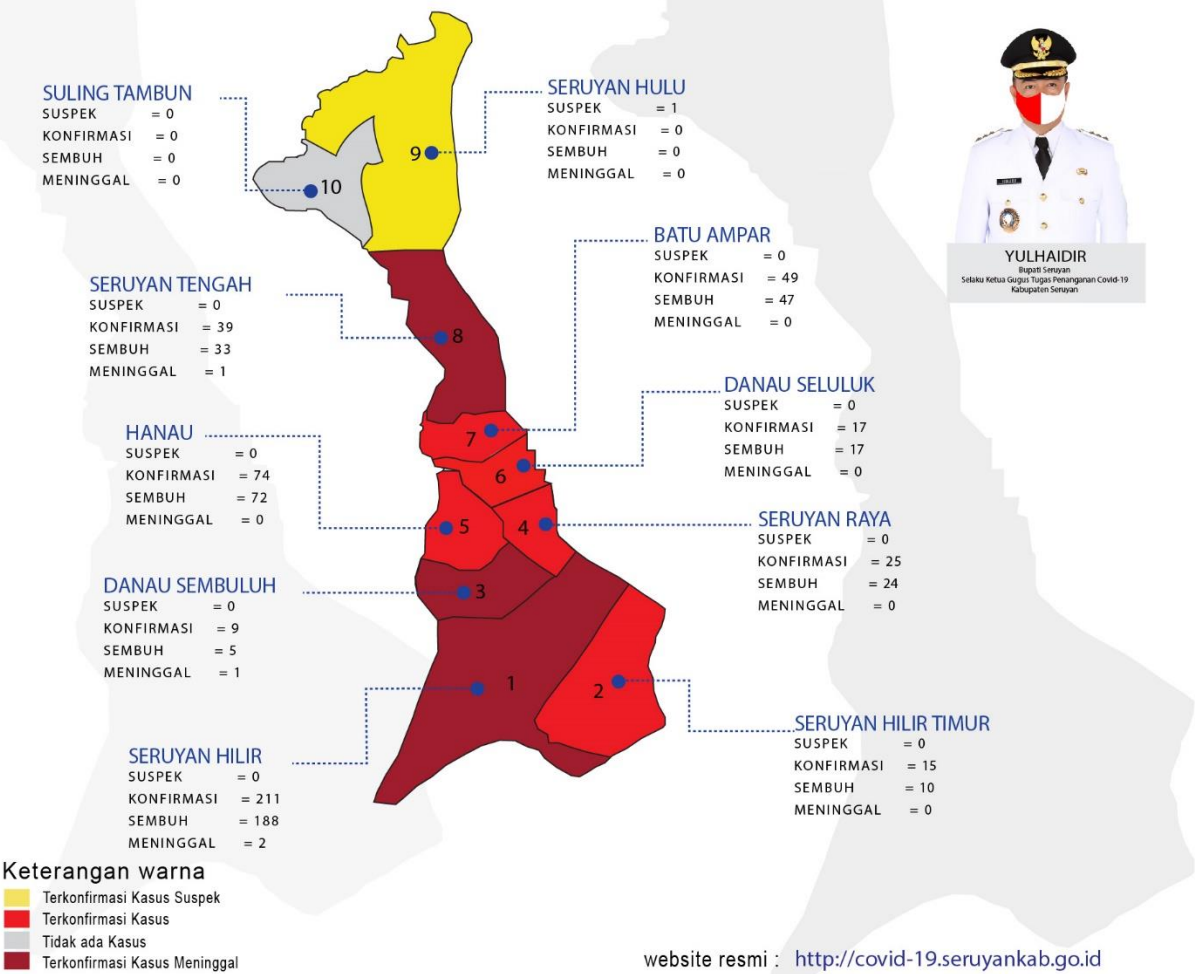 SULING TAMBUN
SUSPEK = 0
KONFIRMASI = 0
SEMBUH = 0
MENINGGAL = 0
SERUYAN HULU
SUSPEK = 1
KONFIRMASI = 0
SEMBUH = 0
MENINGGAL = 0
YULHAIDIR
Bupati Seruyan
Selaku Ketua Gugus Tugas Penanganan Covid-19
Kabupaten Seruyan
9
10
BATU AMPAR
SUSPEK = 0
KONFIRMASI = 49
SEMBUH = 47
MENINGGAL = 0
SERUYAN TENGAH
SUSPEK = 0
KONFIRMASI = 39
SEMBUH = 33
MENINGGAL = 1
8
DANAU SELULUK
SUSPEK = 0
KONFIRMASI = 17
SEMBUH = 17
MENINGGAL = 0
HANAU
SUSPEK = 0
KONFIRMASI = 74
SEMBUH = 72
MENINGGAL = 0
7
6
5
4
SERUYAN RAYA
SUSPEK = 0
KONFIRMASI = 25
SEMBUH = 24
MENINGGAL = 0
DANAU SEMBULUH
SUSPEK = 0
KONFIRMASI = 9
SEMBUH = 5
MENINGGAL = 1
3
1
2
SERUYAN HILIR TIMUR
SUSPEK = 0
KONFIRMASI = 15
SEMBUH = 10
MENINGGAL = 0
SERUYAN HILIR
SUSPEK = 0
KONFIRMASI = 211
SEMBUH = 188
MENINGGAL = 2
Keterangan warna
Terkonfirmasi Kasus Suspek
Terkonfirmasi Kasus
Tidak ada Kasus
Terkonfirmasi Kasus Meninggal
website resmi : http://covid-19.seruyankab.go.id